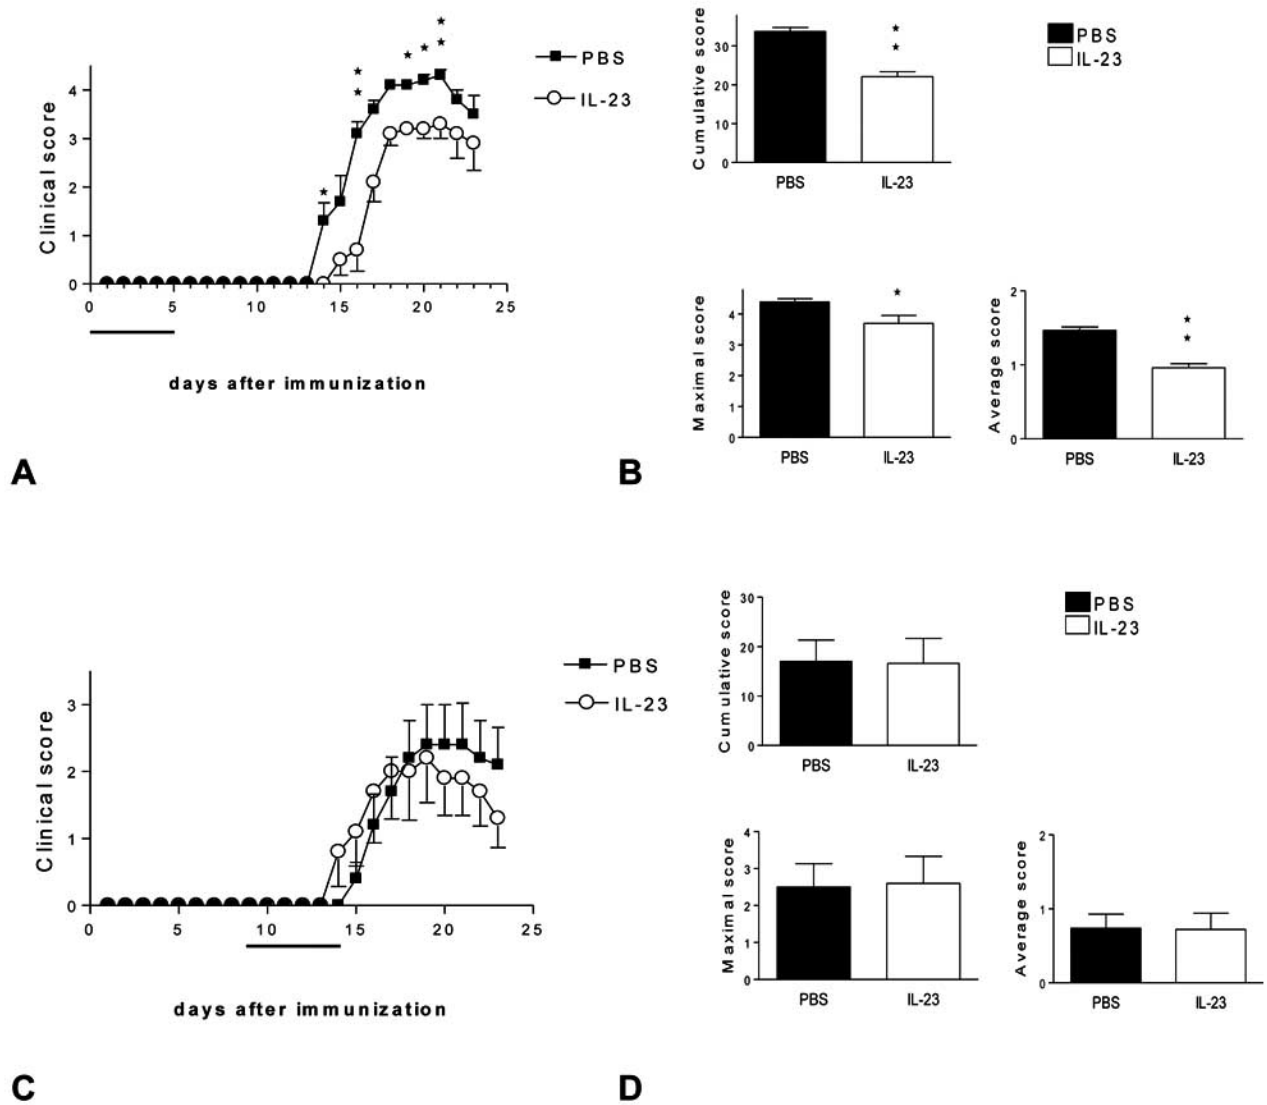 Clinical score
4
3
2
1
0
0 5 10 15 20 25
days after immunization
PBS
IL-23
A
Cumulative score
30
20
10
0
PBS IL-23
PBS
IL-23
Maximal score
4
3
2
1
0
PBS IL-23
Average score
2
1
0
PBS IL-23
B
Clinical score
3
2
1
0
0 5 10 15 20 25
days after immunization
PBS
IL-23
C
Cumulative score
30
20
10
0
PBS IL-23
PBS
IL-23
Maximal score
4
3
2
1
0
PBS IL-23
Average score
2
1
0
PBS IL-23
D